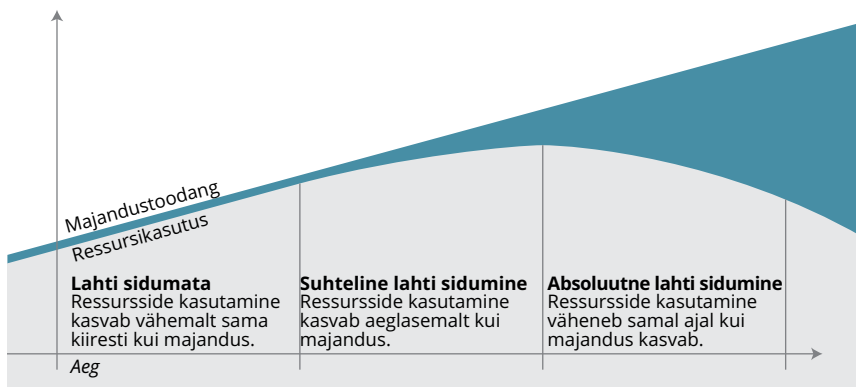 Majandustoodang
Ressursikasutus
Lahti sidumata
Ressursside kasutamine
kasvab vähemalt sama
kiiresti kui majandus.
Suhteline lahti sidumine
Ressursside kasutamine
kasvab aeglasemalt kui
majandus.
Absoluutne lahti sidumine
Ressursside kasutamine
väheneb samal ajal kui
majandus kasvab.
Aeg